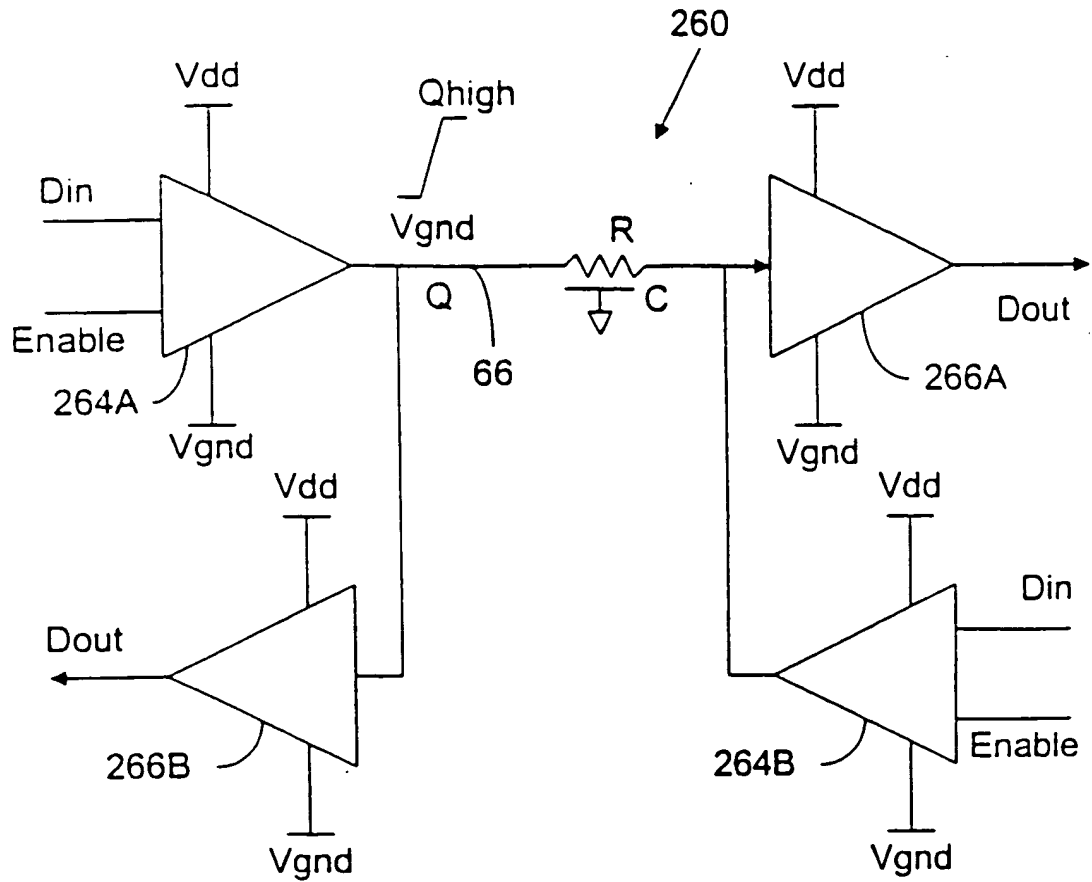 260
Vdd
Qhigh
Vdd
Din
Vgnd
R
Q
C
Enable
66
Dout
264A
266A
Vgnd
Vgnd
Vdd
Vdd
Din
Dout
266B
264B
Enable
Vgnd
Vgnd